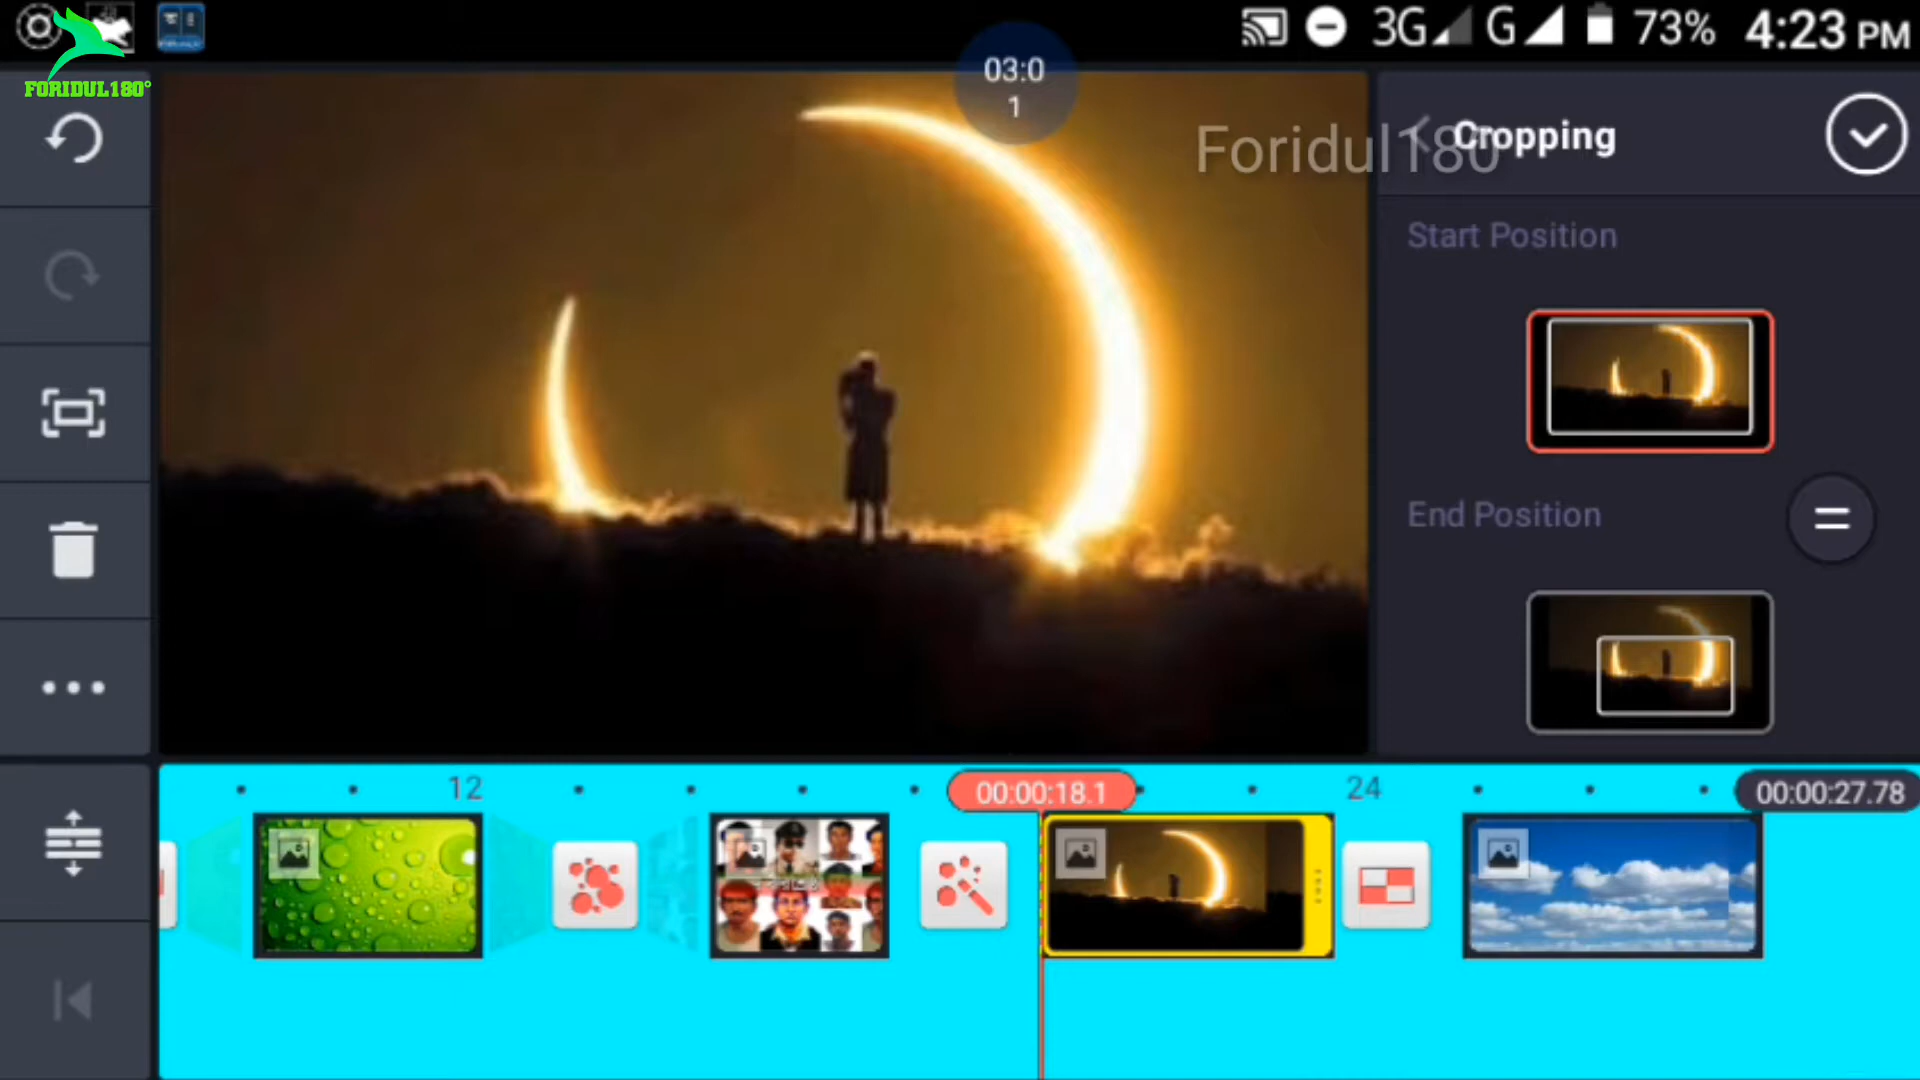 3G G 73% 4:23 PM
FORIDUL180°
03:0
1
Foridul180
Cropping
Start Position
End Position
12
00:00:18.1
24
00:00:27.78